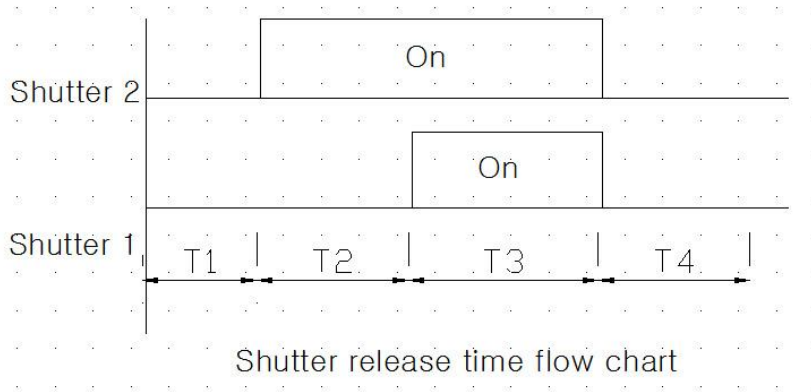 On
Shutter 2
On
Shutter 1
T1 T2 T3 T4
Shutter release time flow chart